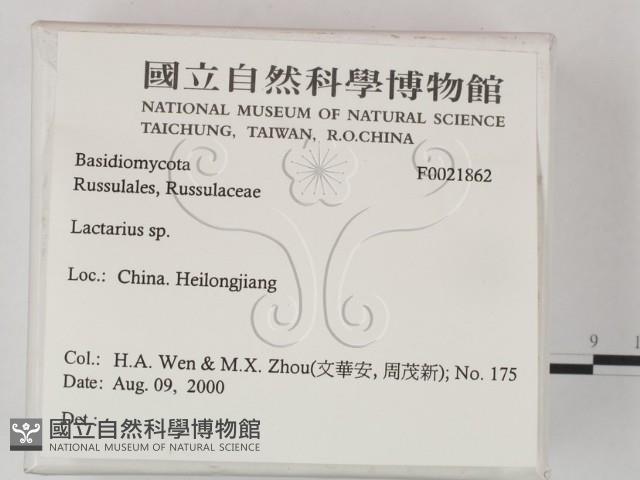 國立自然科學博物館
NATIONAL MUSEUM OF NATURAL SCIENCE
TAICHUNG, TAIWAN, R.O.CHINA
Basidiomycota F0021862
Russulales, Russulaceae
Lactarius sp.
Loc.: China. Heilongjiang
Col.: H.A. Wen & M.X. Zhou(文華安, 周茂新); No. 175
Date: Aug. 09, 2000
Det.:
國立自然科學博物館
NATIONAL MUSEUM OF NATURAL SCIENCE
9